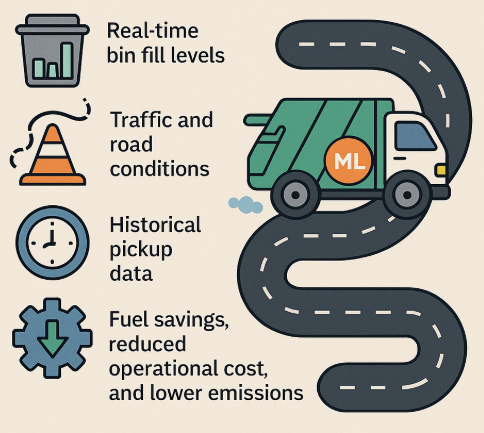 Real-time
bin fill levels
Traffic and
road
conditions
ML
Historical
pickup
data
Fuel savings,
reduced
operational cost,
and lower emissions